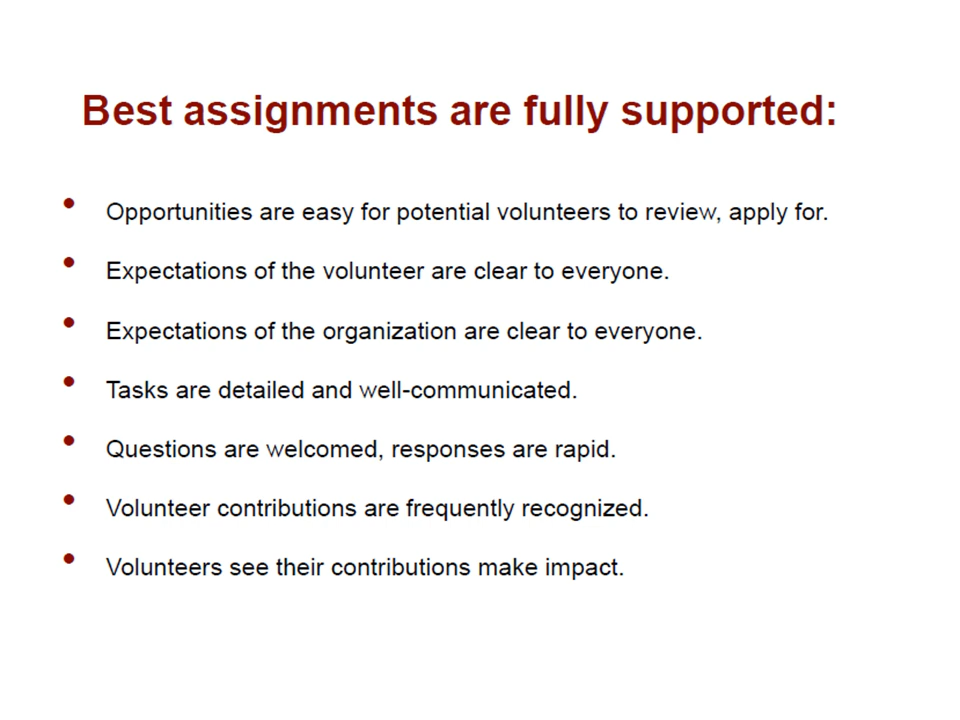 Best assignments are fully supported:
• Opportunities are easy for potential volunteers to review, apply for.
• Expectations of the volunteer are clear to everyone.
• Expectations of the organization are clear to everyone.
• Tasks are detailed and well-communicated.
• Questions are welcomed, responses are rapid.
• Volunteer contributions are frequently recognized.
• Volunteers see their contributions make impact.